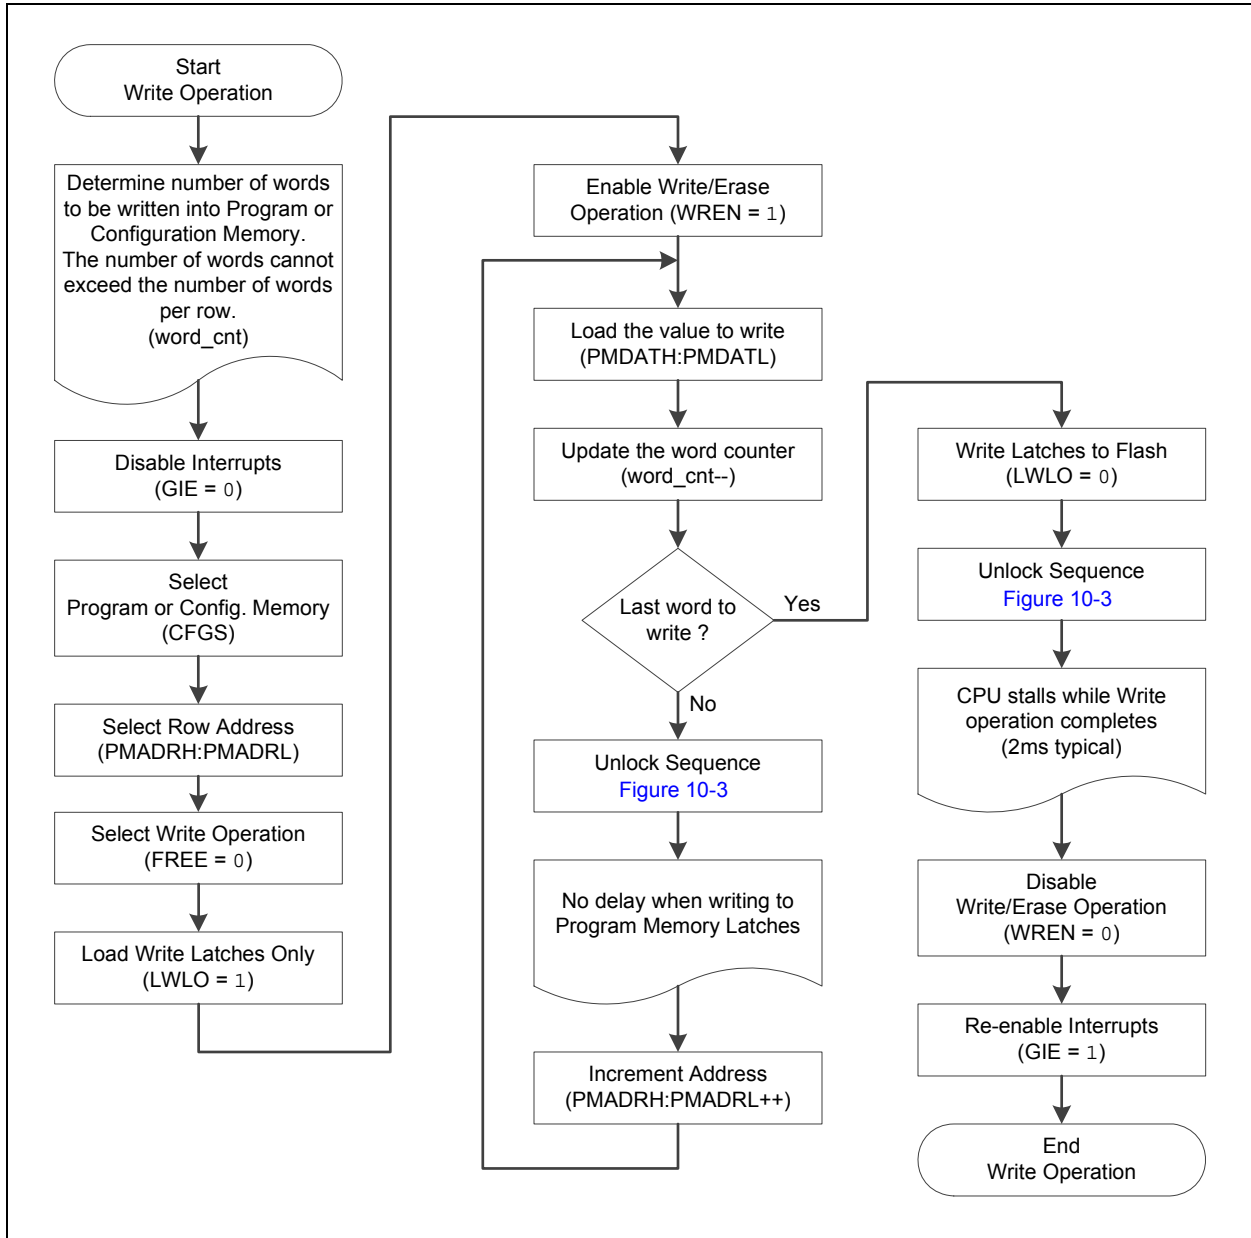 Start
Write Operation
Determine number of words
to be written into Program or
Configuration Memory.
The number of words cannot
exceed the number of words
per row.
(word_cnt)
Disable Interrupts
(GIE = 0)
Select
Program or Config. Memory
(CFGS)
Select Row Address
(PMADRH:PMADRL)
Select Write Operation
(FREE = 0)
Load Write Latches Only
(LWLO = 1)
Enable Write/Erase
Operation (WREN = 1)
Load the value to write
(PMDATH:PMDATL)
Update the word counter
(word_cnt--)
Last word to
write ?
Yes
No
Unlock Sequence
Figure 10-3
No delay when writing to
Program Memory Latches
Increment Address
(PMADRH:PMADRL++)
Write Latches to Flash
(LWLO = 0)
Unlock Sequence
Figure 10-3
CPU stalls while Write
operation completes
(2ms typical)
Disable
Write/Erase Operation
(WREN = 0)
Re-enable Interrupts
(GIE = 1)
End
Write Operation